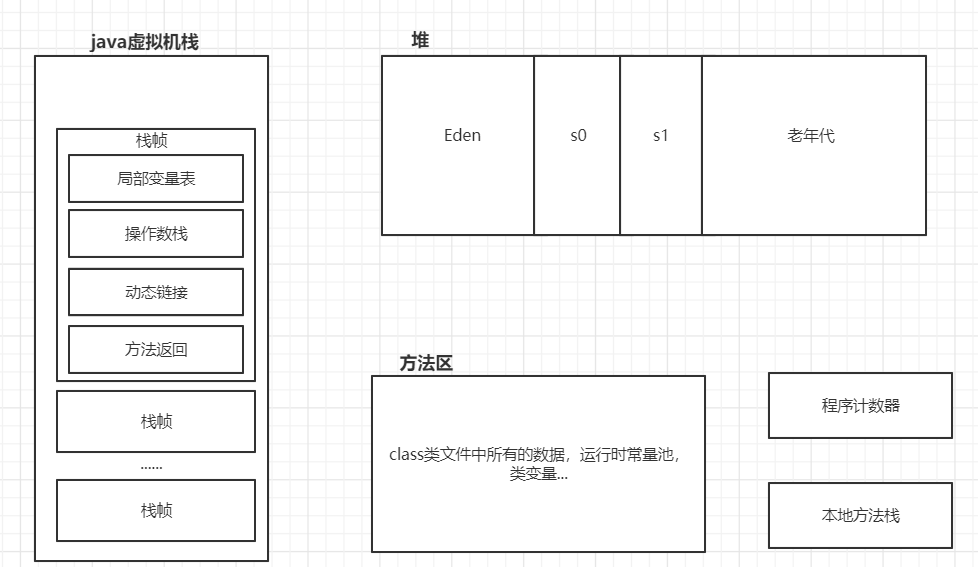 java虚拟机栈
栈帧
局部变量表
操作数栈
动态链接
方法返回
栈帧
......
栈帧
堆
Eden
s0
s1
老年代
方法区
class类文件中所有的数据，运行时常量池，
类变量...
程序计数器
本地方法栈